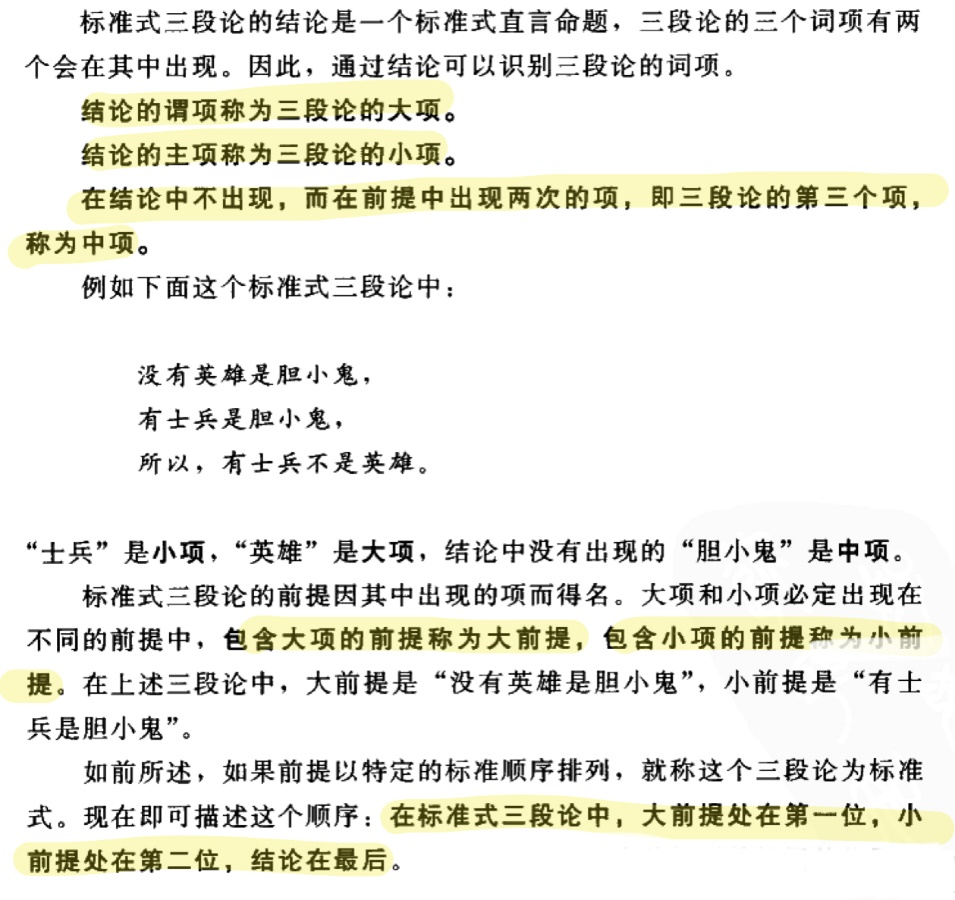 标准式三段论的结论是一个标准式直言命题，三段论的三个词项有两
个会在其中出现。因此，通过结论可以识别三段论的词项。
结论的谓项称为三段论的大项。
结论的主项称为三段论的小项。
在结论中不出现，而在前提中出现两次的项，即三段论的第三个项，
称为中项。
例如下面这个标准式三段论中：
没有英雄是胆小鬼，
有士兵是胆小鬼，
所以，有士兵不是英雄。
“士兵”是小项，“英雄”是大项，结论中没有出现的“胆小鬼”是中项。
标准式三段论的前提因其中出现的项而得名。大项和小项必定出现在
不同的前提中，包含大项的前提称为大前提，包含小项的前提称为小前
提。在上述三段论中，大前提是“没有英雄是胆小鬼”，小前提是“有士
兵是胆小鬼”。
如前所述，如果前提以特定的标准顺序排列，就称这个三段论为标准
式。现在即可描述这个顺序：在标准式三段论中，大前提处在第一位，小
前提处在第二位，结论在最后。